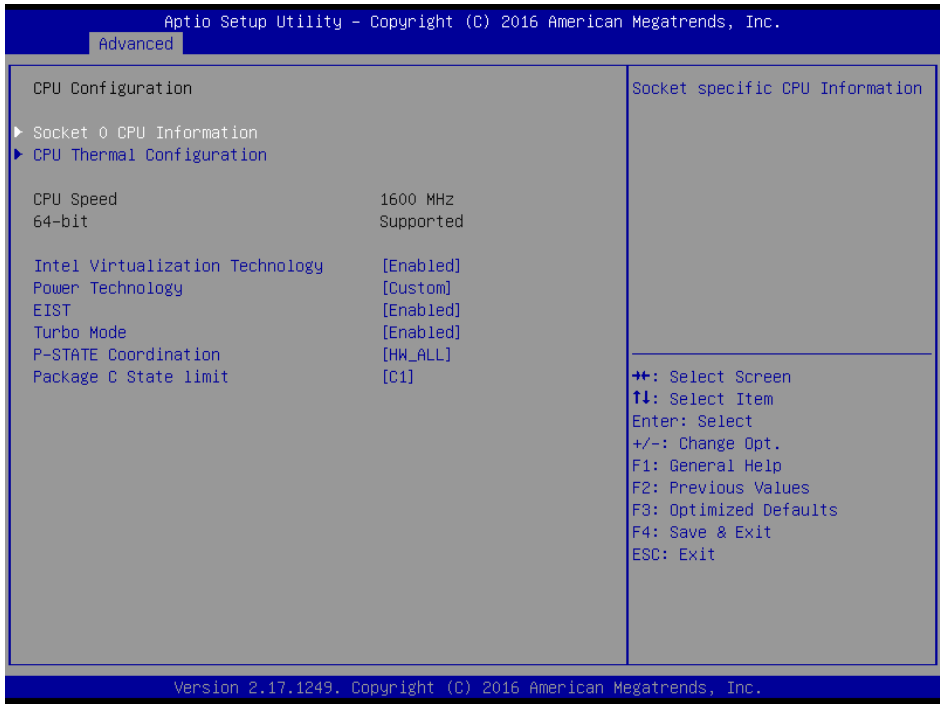 Aptio Setup Utility – Copyright (C) 2016 American Megatrends, Inc.
Advanced
CPU Configuration
Socket 0 CPU Information
CPU Thermal Configuration
CPU Speed 1600 MHz
64-bit Supported
Intel Virtualization Technology [Enabled]
Power Technology [Custom]
EIST [Enabled]
Turbo Mode [Enabled]
P-STATE Coordination [HW_ALL]
Package C State limit [C1]
Socket specific CPU Information
→←: Select Screen
↑↓: Select Item
Enter: Select
+/-: Change Opt.
F1: General Help
F2: Previous Values
F3: Optimized Defaults
F4: Save & Exit
ESC: Exit
Version 2.17.1249. Copyright (C) 2016 American Megatrends, Inc.